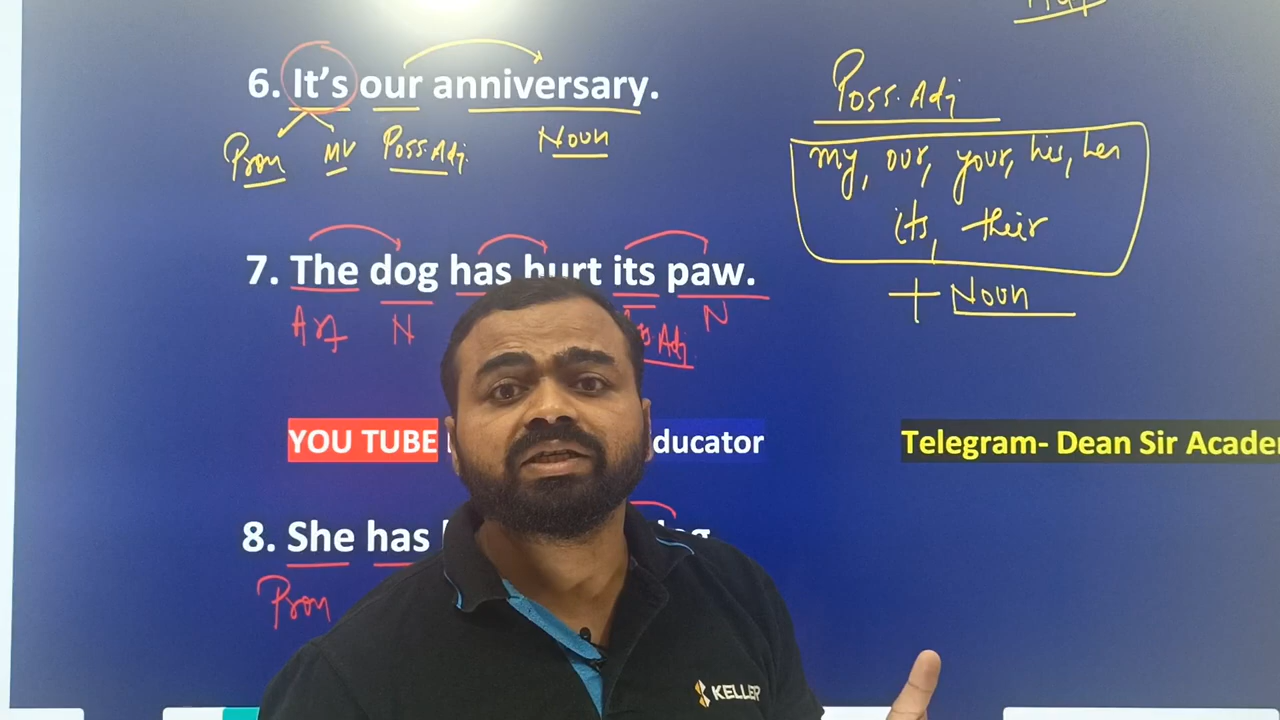 6. It's our anniversary.
Pron MV Poss.Adj. Noun
Poss. Adj
my, our, your, his, her
its, their
+ Noun
7. The dog has hurt its paw.
Art N Adj N
YOU TUBE ducator
Telegram- Dean Sir Acade
8. She has
Pron
KELLER